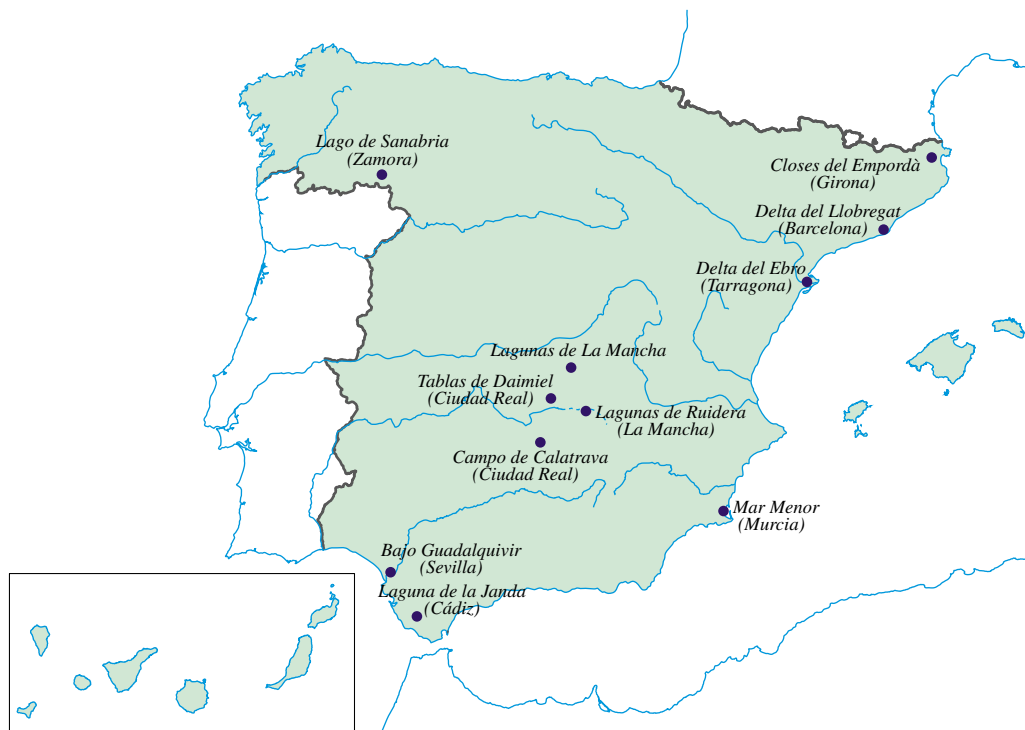 Lago de Sanabria
(Zamora)
Closes del Empordà
(Girona)
Delta del Llobregat
(Barcelona)
Delta del Ebro
(Tarragona)
Lagunas de La Mancha
Tablas de Daimiel
(Ciudad Real)
Lagunas de Ruidera
(La Mancha)
Campo de Calatrava
(Ciudad Real)
Mar Menor
(Murcia)
Bajo Guadalquivir
(Sevilla)
Laguna de la Janda
(Cádiz)